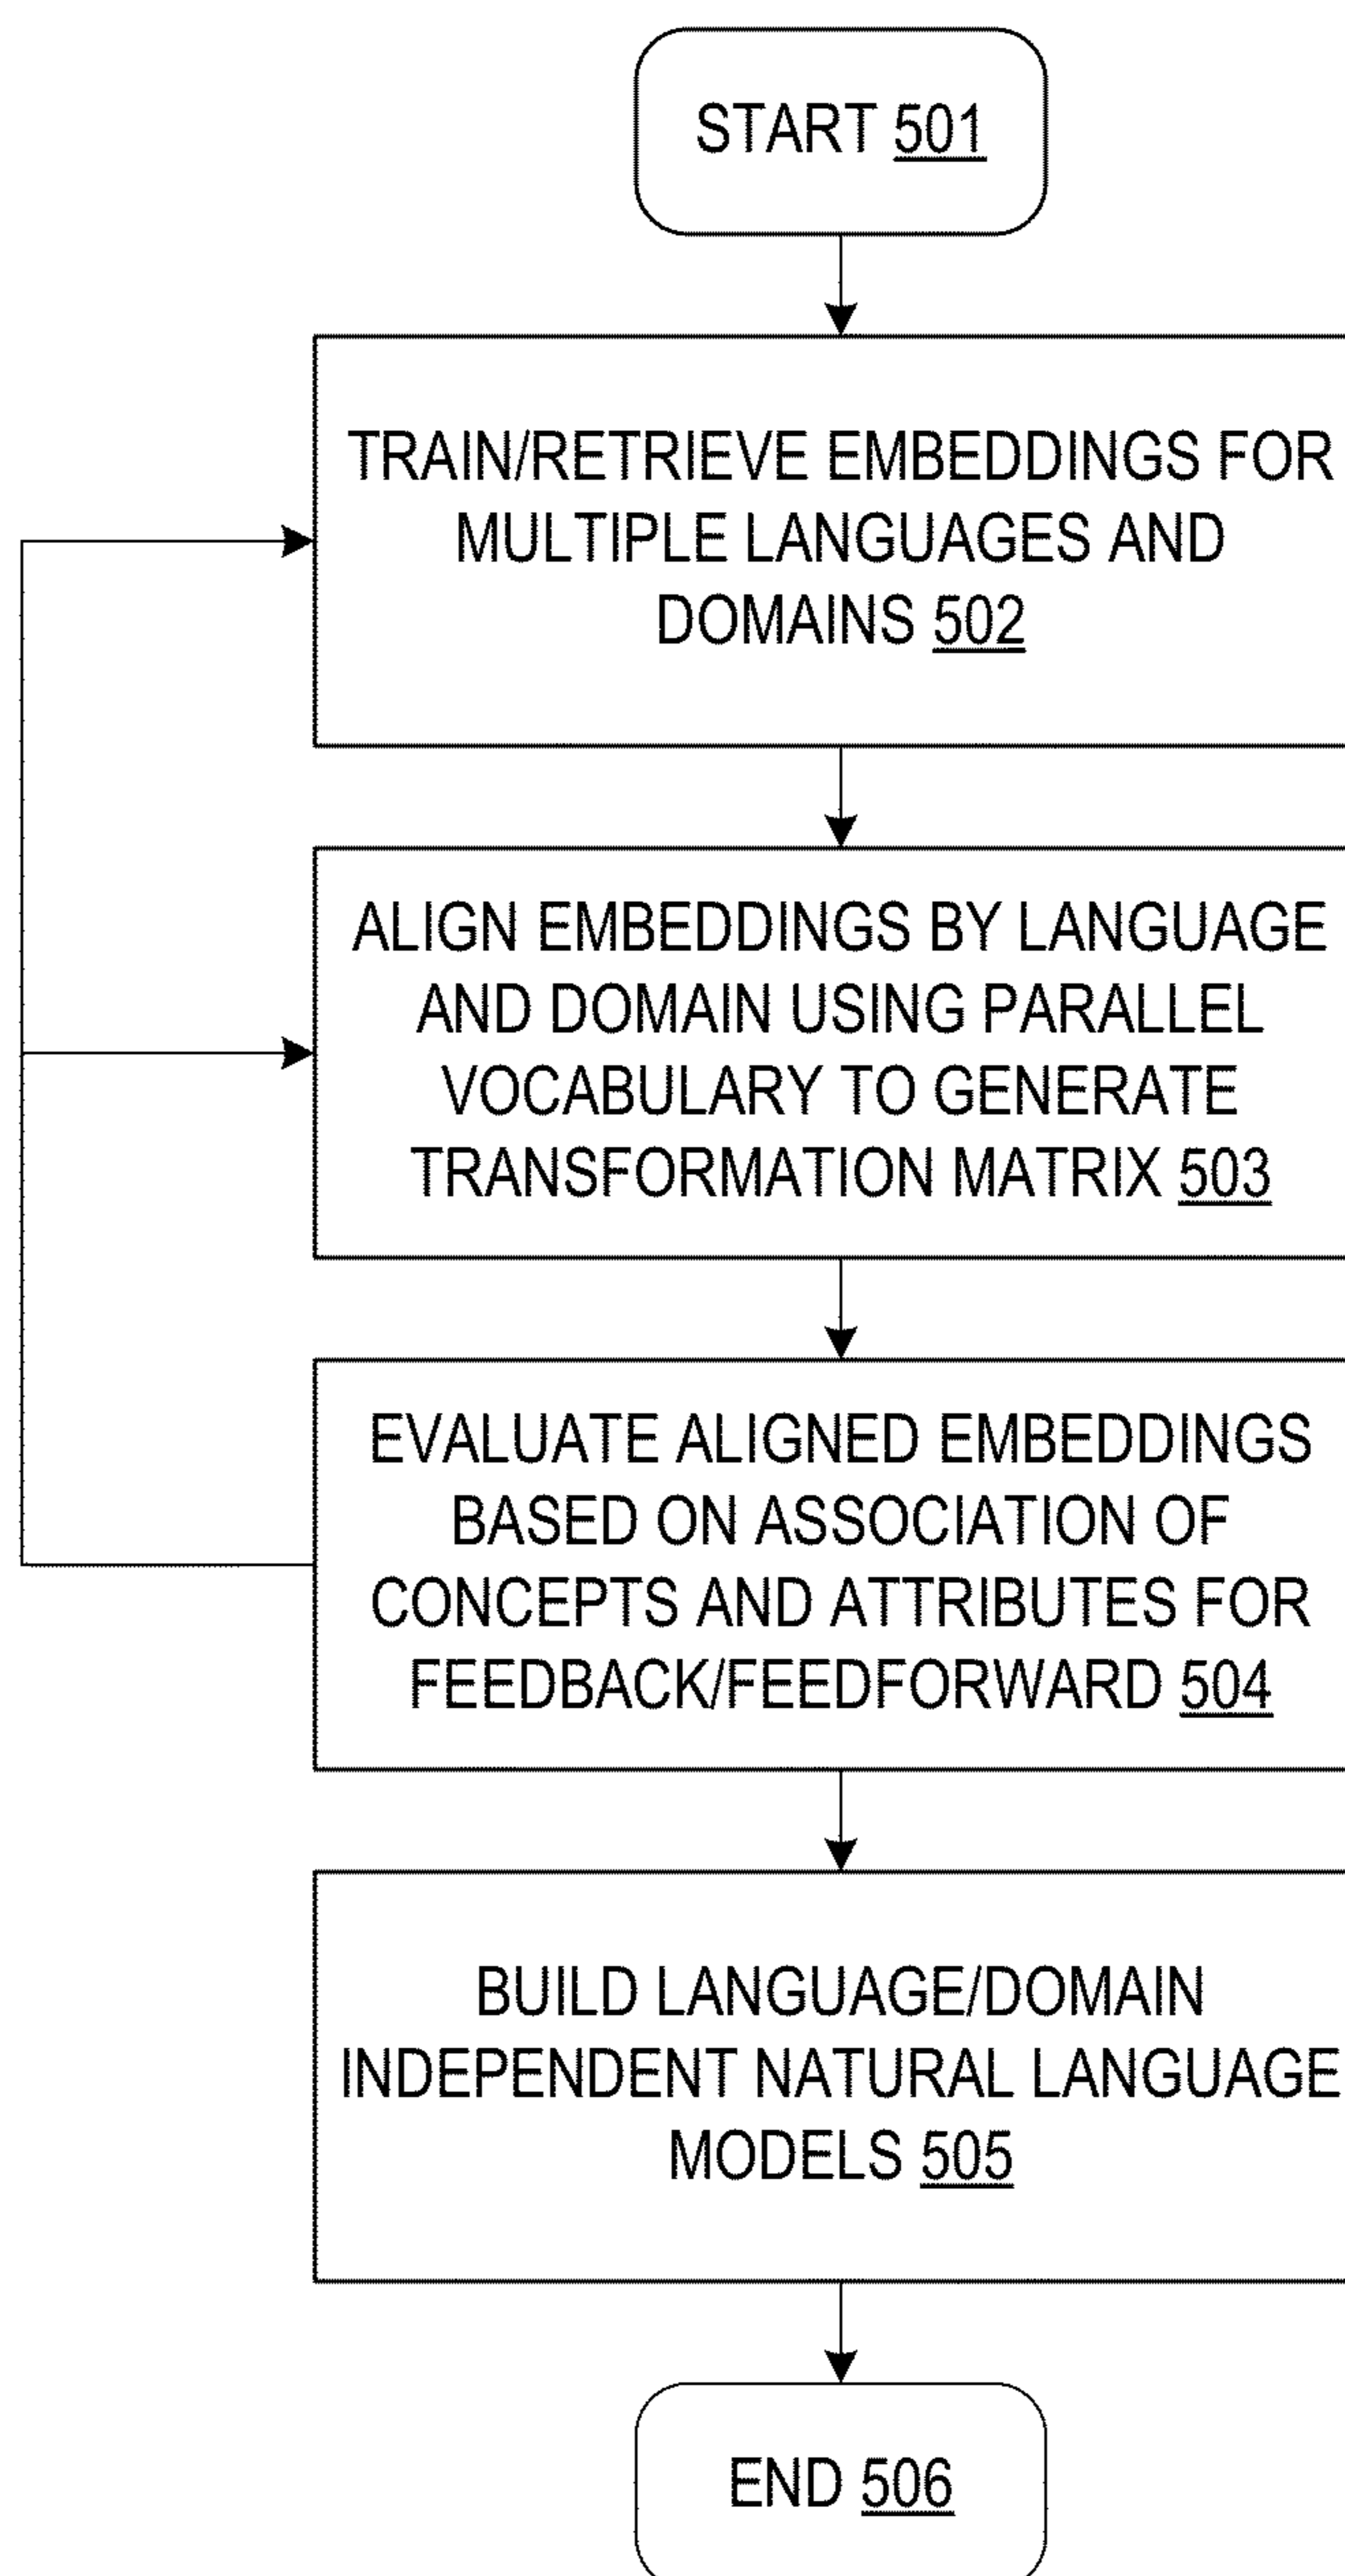 START 501
TRAIN/RETRIEVE EMBEDDINGS FOR
MULTIPLE LANGUAGES AND
DOMAINS 502
ALIGN EMBEDDINGS BY LANGUAGE
AND DOMAIN USING PARALLEL
VOCABULARY TO GENERATE
TRANSFORMATION MATRIX 503
EVALUATE ALIGNED EMBEDDINGS
BASED ON ASSOCIATION OF
CONCEPTS AND ATTRIBUTES FOR
FEEDBACK/FEEDFORWARD 504
BUILD LANGUAGE/DOMAIN
INDEPENDENT NATURAL LANGUAGE
MODELS 505
END 506